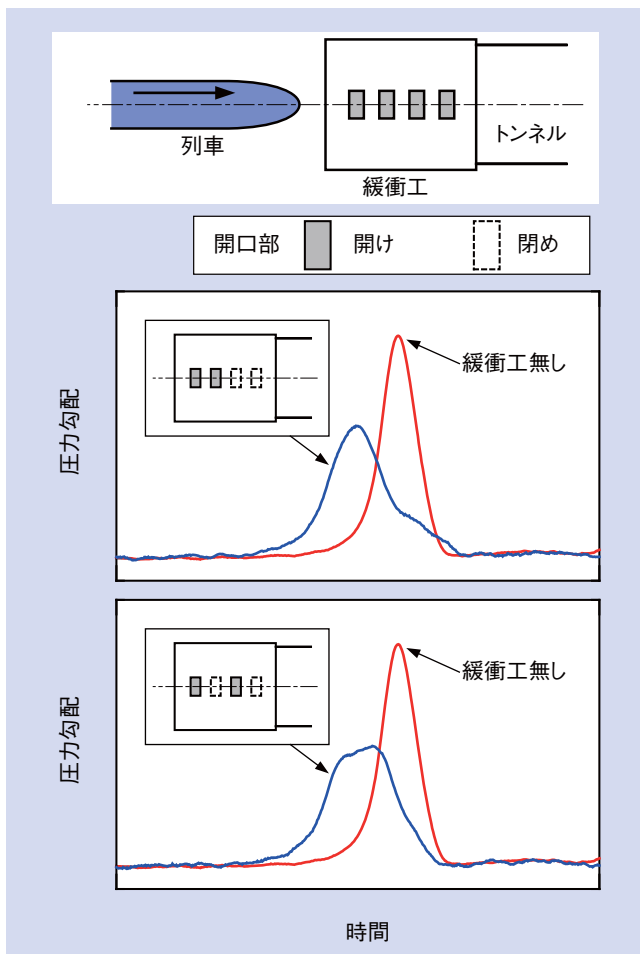 列車
緩衝工
トンネル
開口部 開け 閉め
緩衝工無し
圧力勾配
緩衝工無し
圧力勾配
時間